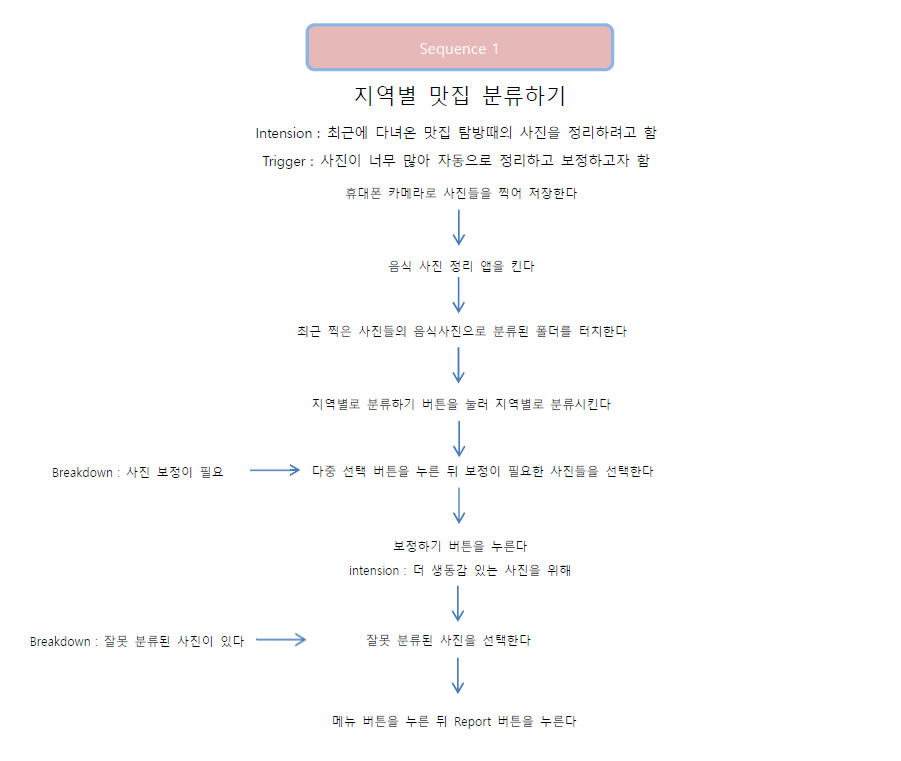 Sequence 1
지역별 맛집 분류하기
Intension : 최근에 다녀온 맛집 탐방때의 사진을 정리하려고 함
Trigger : 사진이 너무 많아 자동으로 정리하고 보정하고자 함
휴대폰 카메라로 사진들을 찍어 저장한다
음식 사진 정리 앱을 킨다
최근 찍은 사진들의 음식사진으로 분류된 폴더를 터치한다
지역별로 분류하기 버튼을 눌러 지역별로 분류시킨다
Breakdown : 사진 보정이 필요
다중 선택 버튼을 누른 뒤 보정이 필요한 사진들을 선택한다
보정하기 버튼을 누른다
intension : 더 생동감 있는 사진을 위해
Breakdown : 잘못 분류된 사진이 있다
잘못 분류된 사진을 선택한다
메뉴 버튼을 누른 뒤 Report 버튼을 누른다